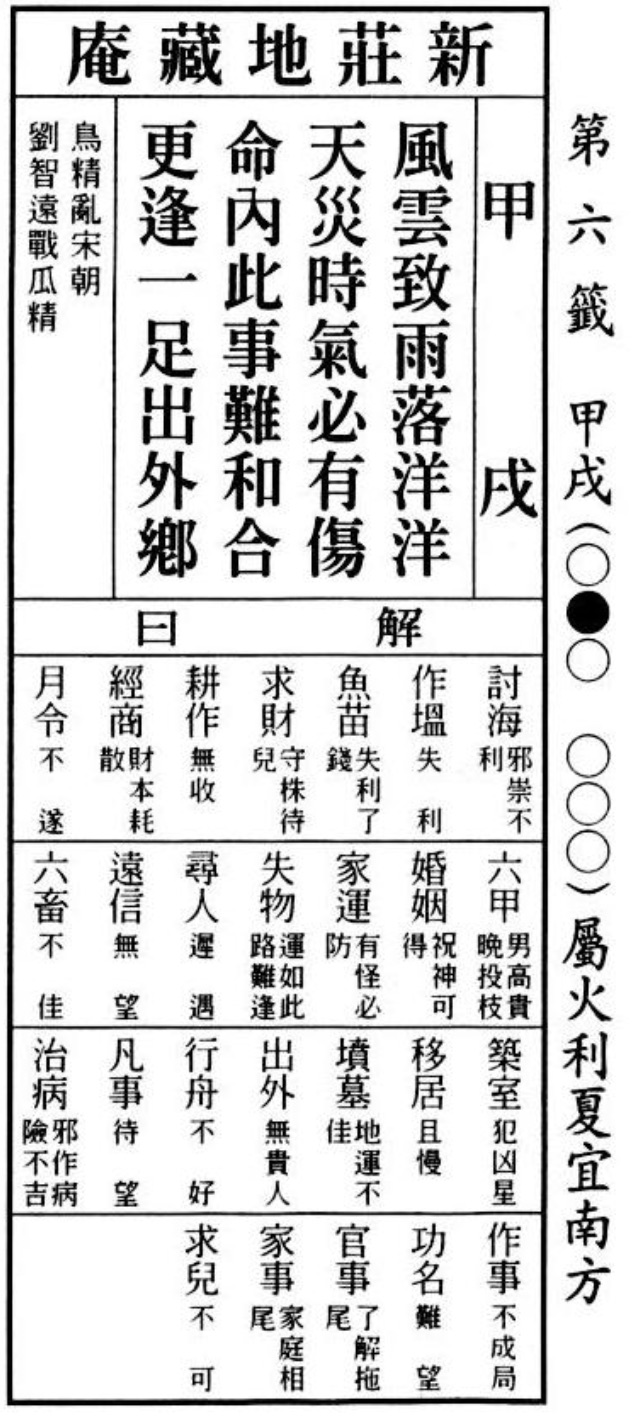 第六籤 甲戌(○●○ ○○○)屬火利夏宜南方
新莊地藏庵
甲戌
風雲致雨落洋洋
天災時氣必有傷
命內此事難和合
更逢一足出外鄉
鳥精亂宋朝
劉智遠戰瓜精
解曰
討海 邪崇不利
作塭 失利
魚苗 失利了錢
求財 守株待兒
耕作 無收
經商 財本耗散
月令 不遂
六甲 男高貴晚投枝
婚姻 祝神可得
家運 有怪必防
失物 運如此路難逢
尋人 遲遇
遠信 無望
六畜 不佳
築室 犯凶星
移居 且慢
墳墓 地運不佳
出外 無貴人
行舟 不好
凡事 待望
治病 邪作病險不吉
作事 不成局
功名 難望
官事 了解拖尾
家事 家庭相尾
求兒 不可